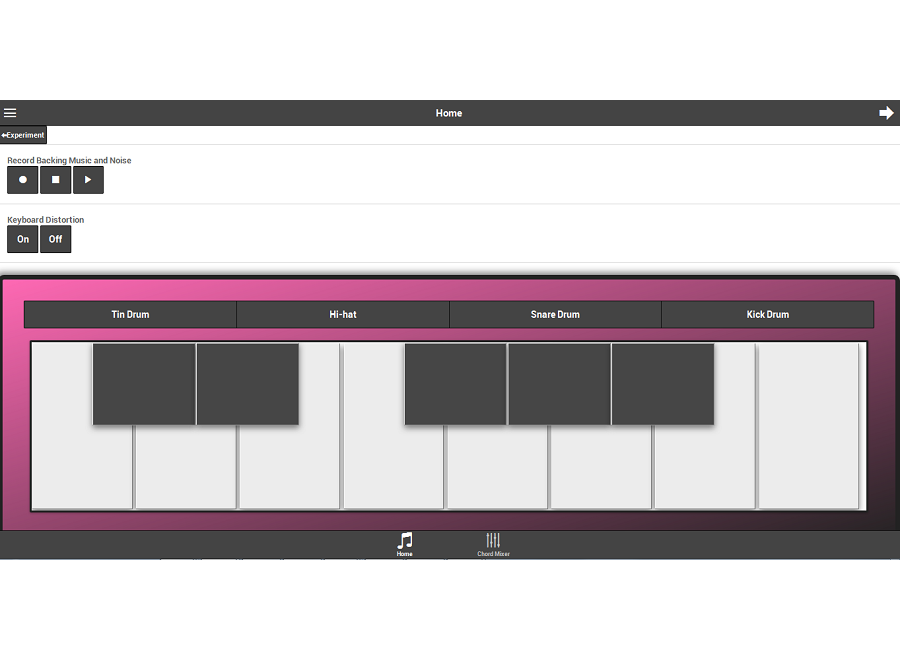 Home
Experiment
Record Backing Music and Noise
Keyboard Distortion
On Off
Tin Drum Hi-hat Snare Drum Kick Drum
Home Chord Mixer